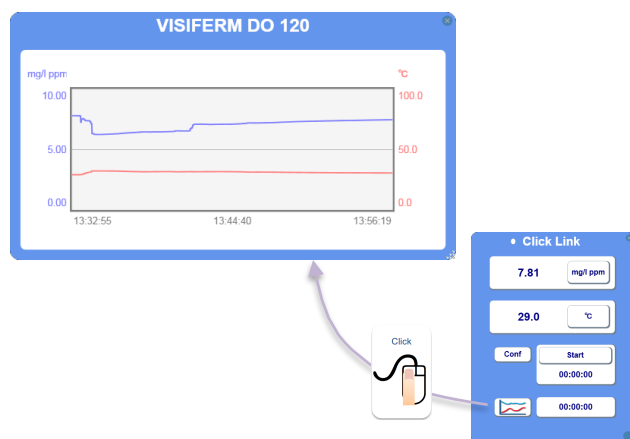 VISIFERM DO 120
mg/l ppm
°C
10.00
100.0
5.00
50.0
0.00
0.0
13:32:55
13:44:40
13:56:19
• Click Link
7.81
mg/l ppm
29.0
°C
Conf
Start
00:00:00
00:00:00
Click